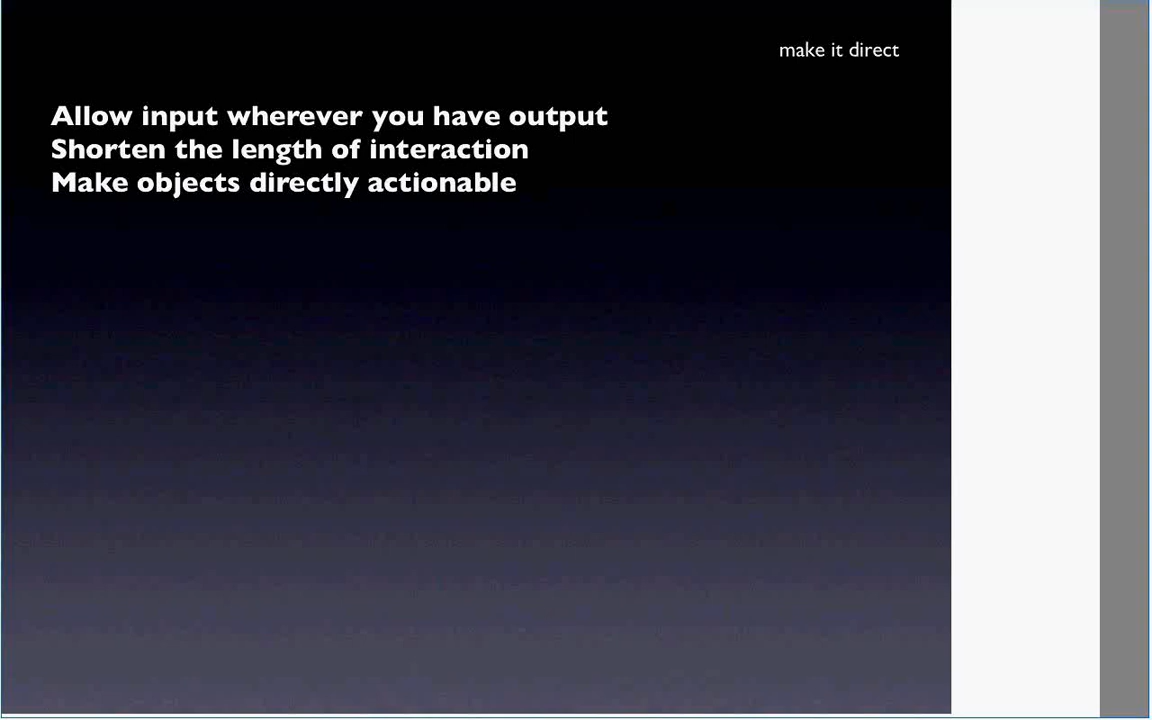 make it direct
Allow input wherever you have output
Shorten the length of interaction
Make objects directly actionable